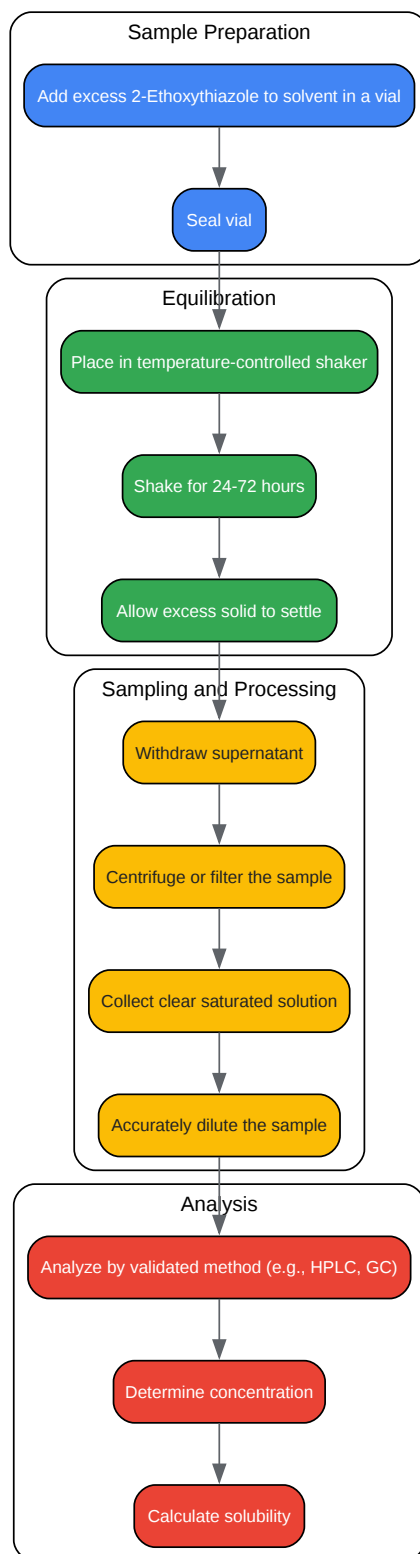 Sample Preparation
Add excess 2-Ethoxythiazole to solvent in a vial
Seal vial
Equilibration
Place in temperature-controlled shaker
Shake for 24-72 hours
Allow excess solid to settle
Sampling and Processing
Withdraw supernatant
Centrifuge or filter the sample
Collect clear saturated solution
Accurately dilute the sample
Analysis
Analyze by validated method (e.g., HPLC, GC)
Determine concentration
Calculate solubility